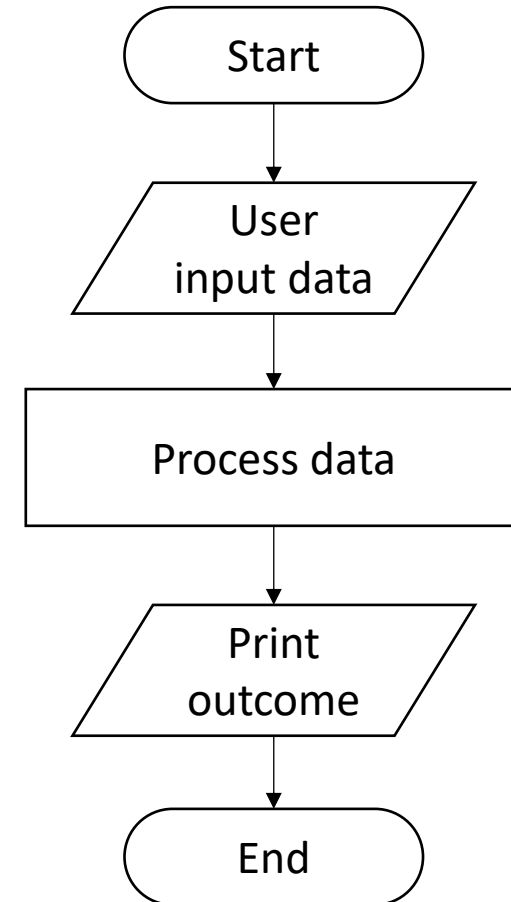 Start
User
input data
Process data
Print
outcome
End